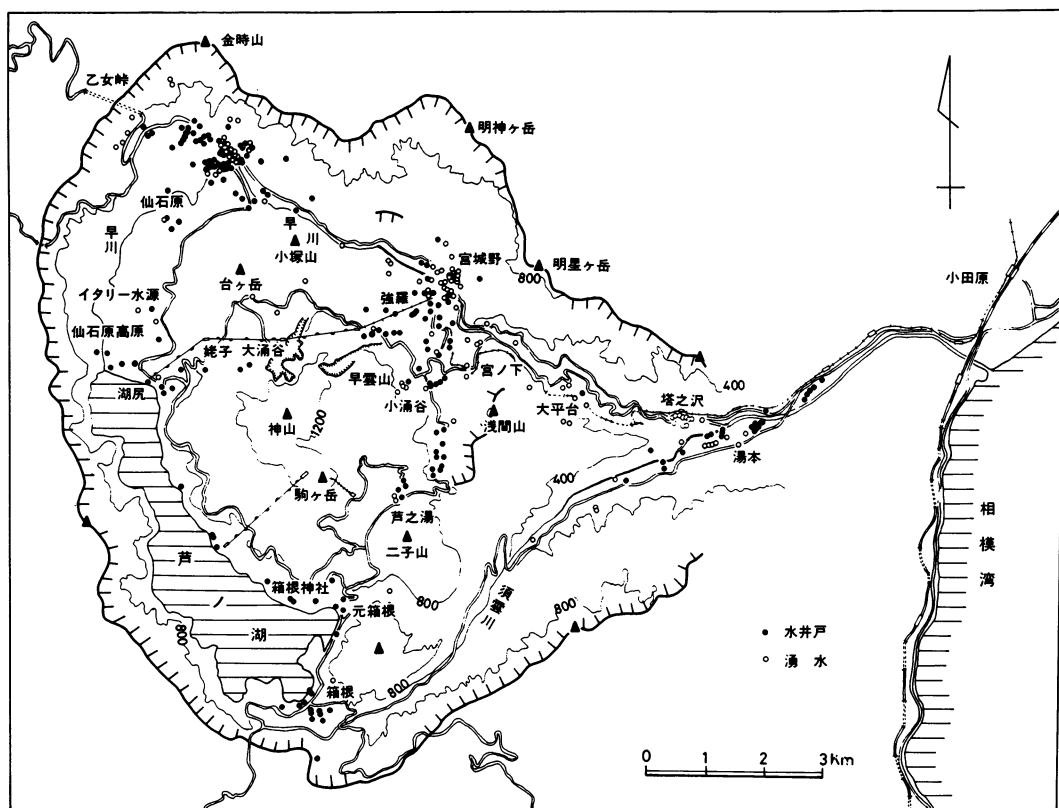 金時山
乙女峠
明神ヶ岳
仙石原
早川
早川
小塚山
宮城野
明星ヶ岳
800
小田原
台ヶ岳
イタリー水源
強羅
仙石原高原
姥子
大涌谷
早雲山
宮ノ下
400
湖尻
小涌谷
大平台
塔之沢
神山
1200
浅間山
湯本
駒ヶ岳
400
芦之湯
二子山
相模湾
芦ノ湖
箱根神社
元箱根
800
須雲川
800
800
水井戸
湧水
箱根
800
0 1 2 3 Km